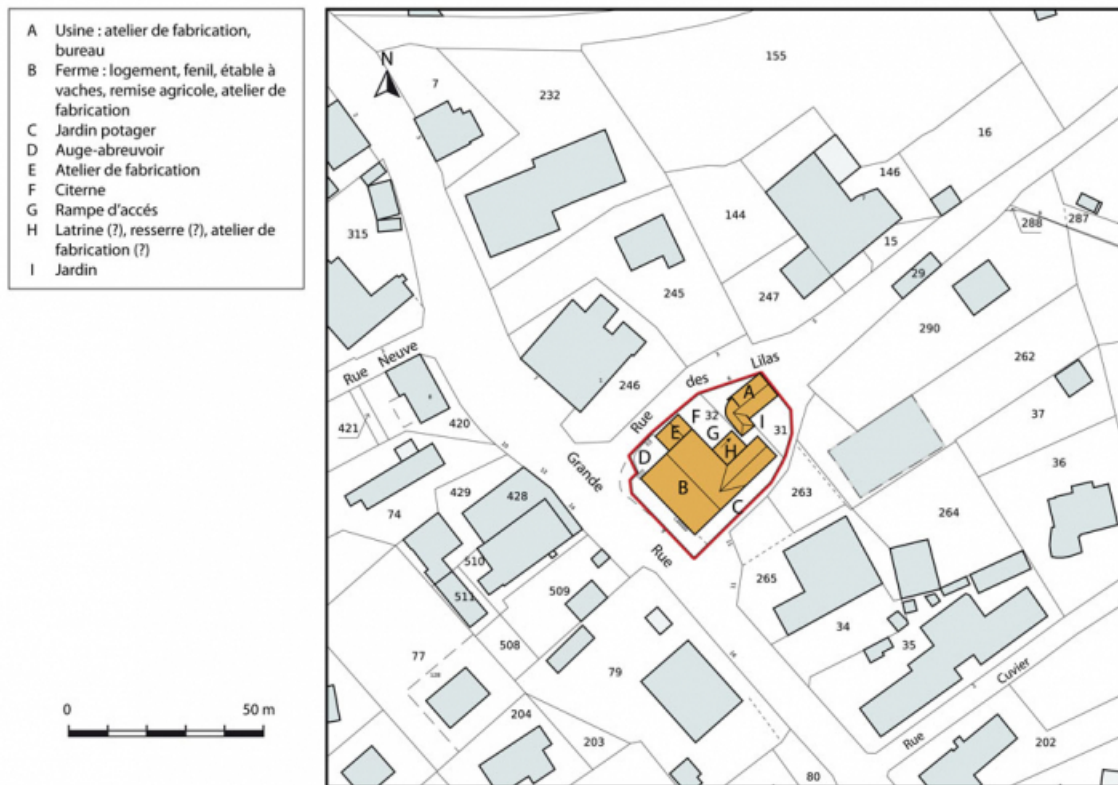 A Usine : atelier de fabrication,
bureau
B Ferme : logement, fenil, étable à
vaches, remise agricole, atelier de
fabrication
C Jardin potager
D Auge-abreuvoir
E Atelier de fabrication
F Citerne
G Rampe d'accés
H Latrine (?), resserre (?), atelier de
fabrication (?)
I Jardin
0 50 m
N
7
232
155
16
146
144
315
15
288
287
29
247
245
290
262
Rue Neuve
246
Rue des Lilas
A
32
F
I
31
37
421
420
E
G
H
D
Grande Rue
B
C
36
429
428
74
263
264
510
511
509
265
34
508
35
77
79
Rue Cuvier
204
203
202
80